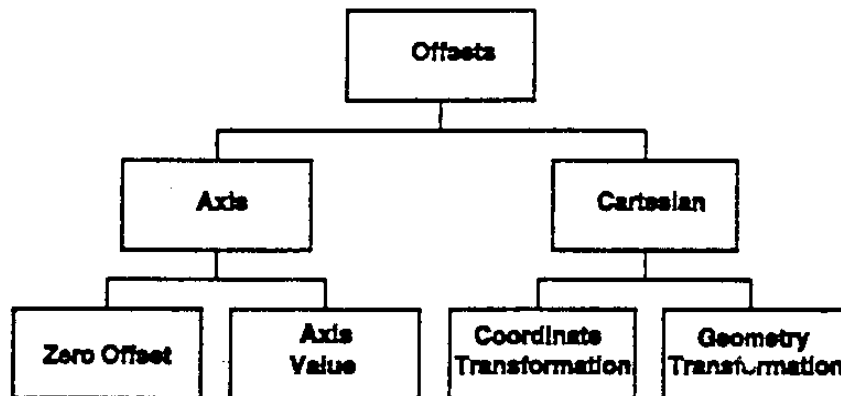 Offsets
Axis
Cartesian
Zero Offset
Axis
Value
Coordinate
Transformation
Geometry
Transformation